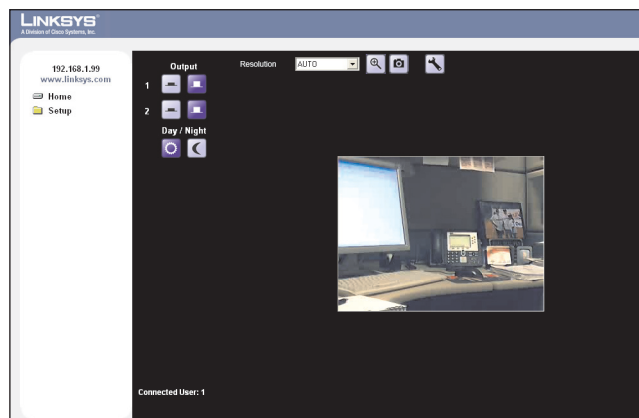 LINKSYS®
A Division of Cisco Systems, Inc.
192.168.1.99
www.linksys.com
Home
Setup
Output
1
2
Day / Night
Resolution
AUTO
Connected User: 1